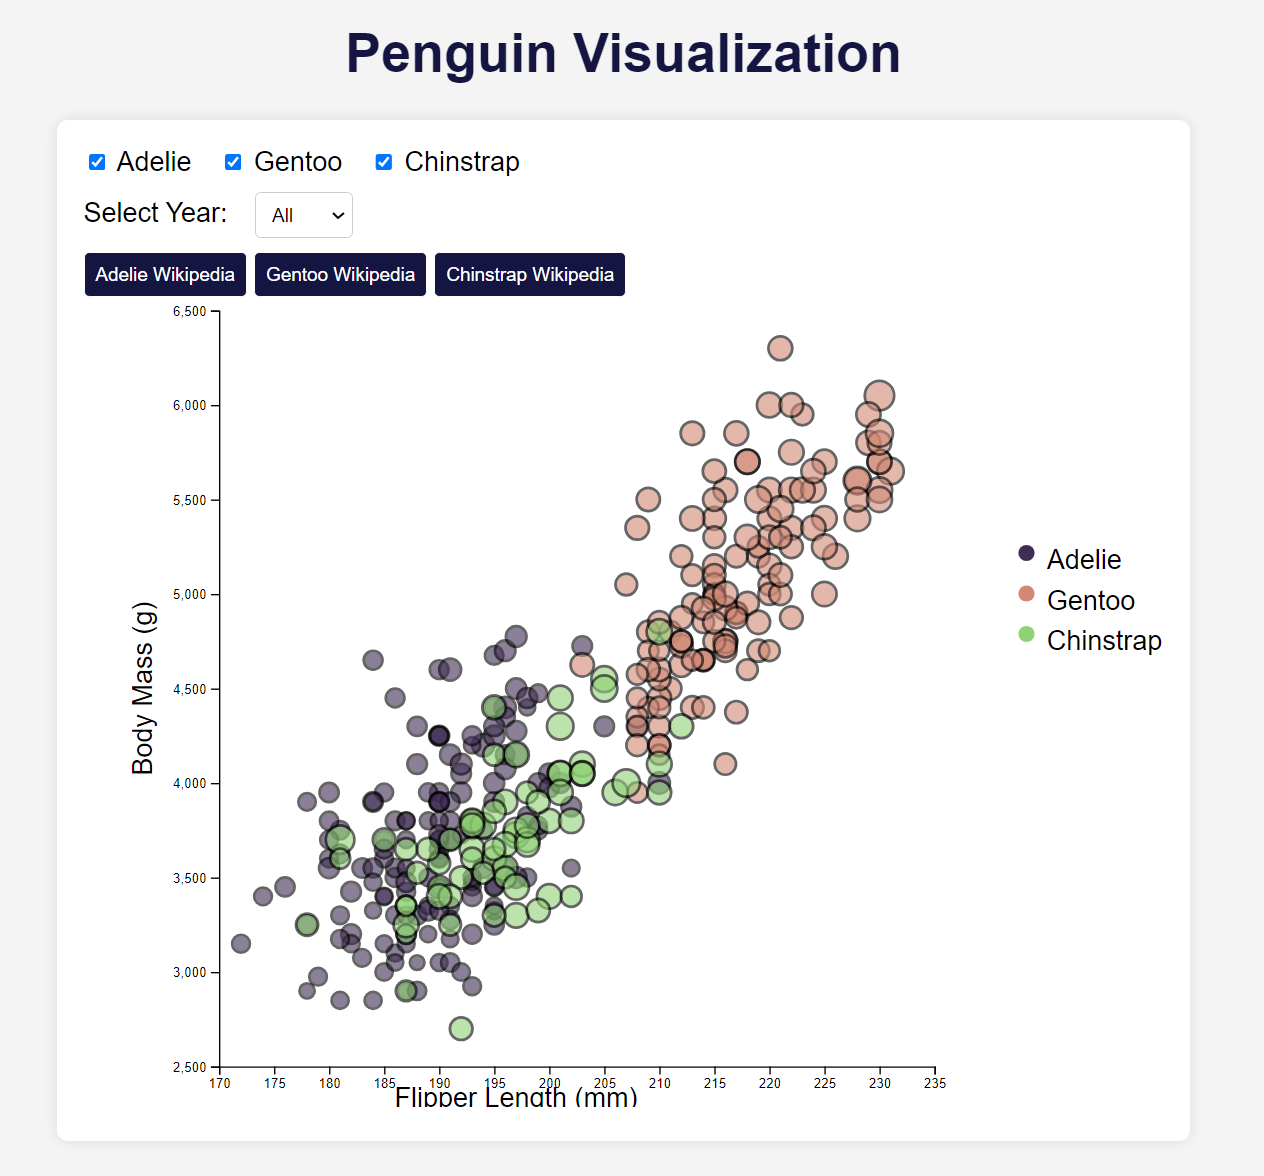 Penguin Visualization
Adelie Gentoo Chinstrap
Select Year: All
Adelie Wikipedia Gentoo Wikipedia Chinstrap Wikipedia
6,500
6,000
5,500
5,000
4,500
4,000
3,500
3,000
2,500
Body Mass (g)
170 175 180 185 190 195 200 205 210 215 220 225 230 235
Flipper Length (mm)
Adelie
Gentoo
Chinstrap